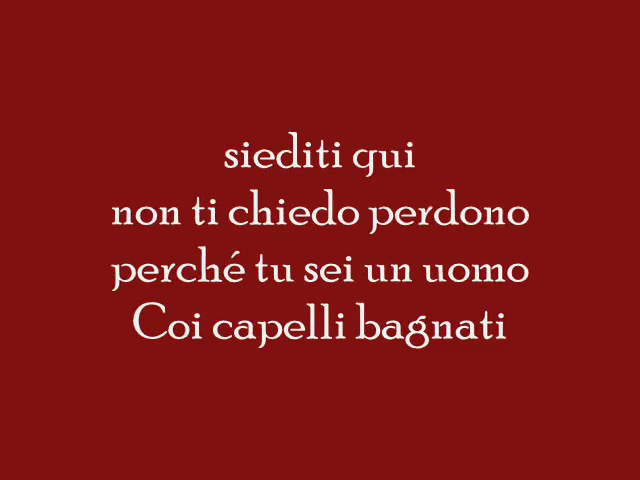 siediti qui
non ti chiedo perdono
perché tu sei un uomo
Coi capelli bagnati